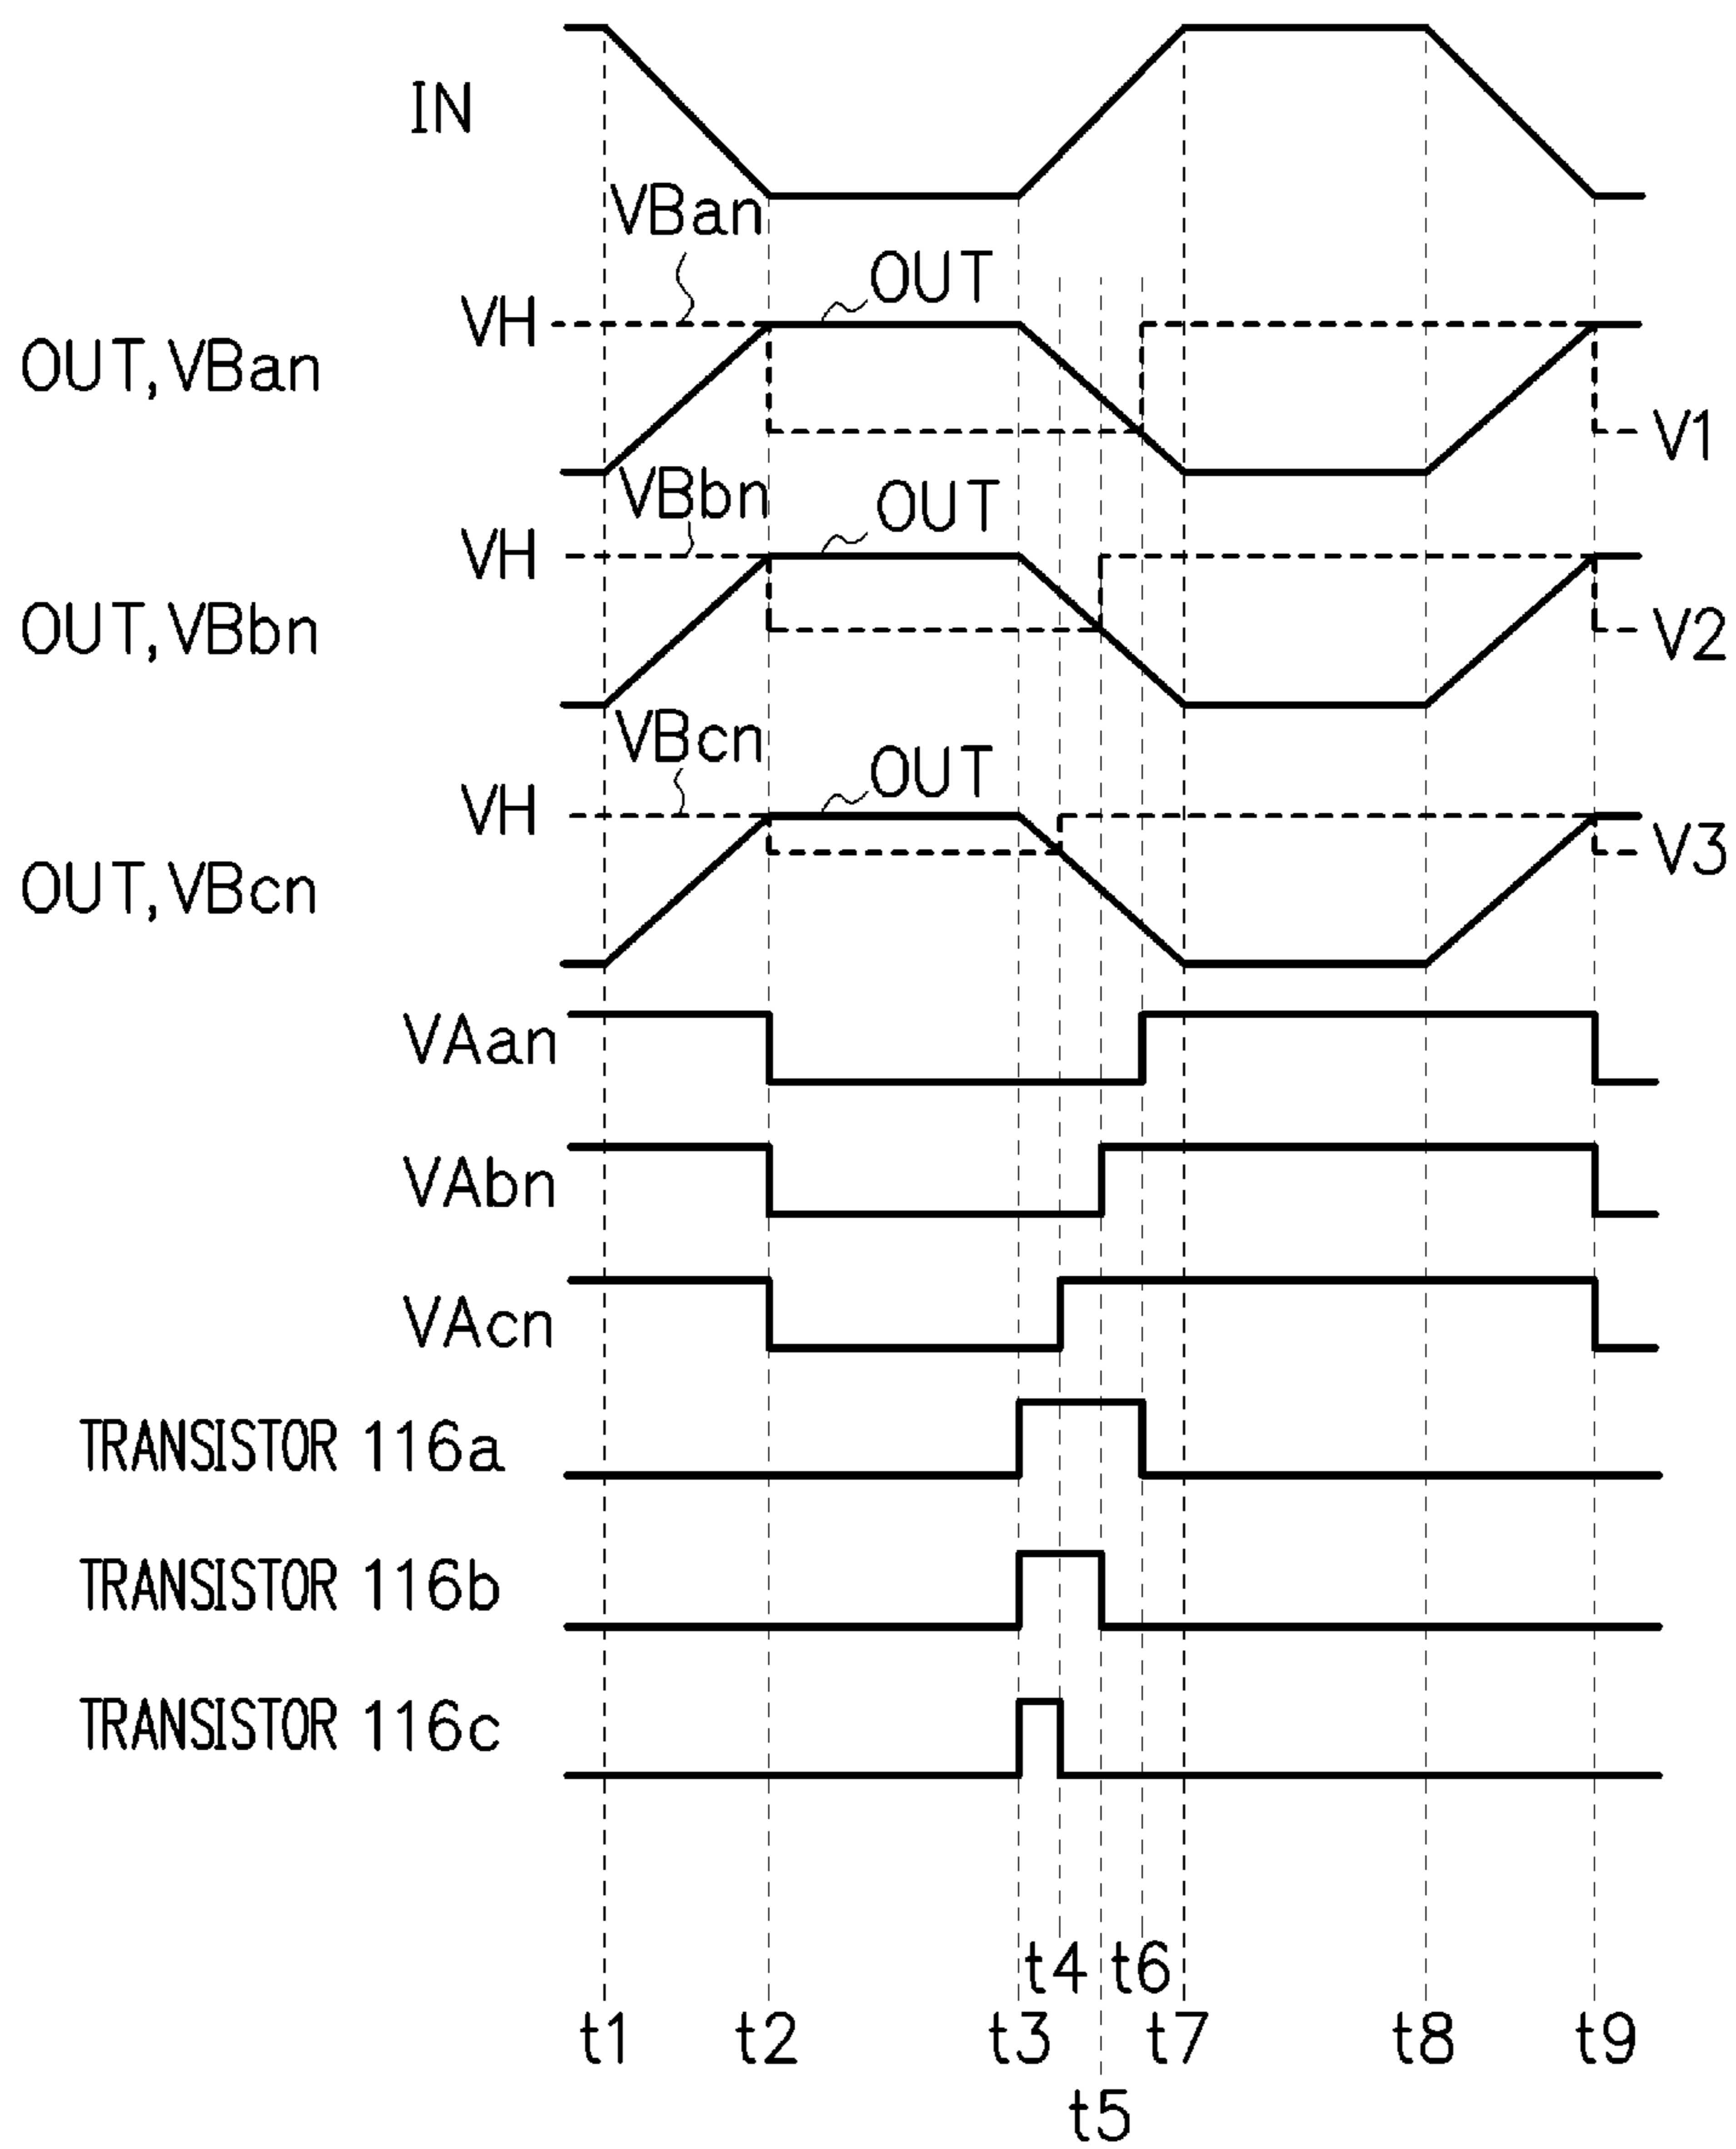 IN
VBan
OUT
VH
OUT, VBan
V1
VBbn
OUT
VH
OUT, VBbn
V2
VBcn
OUT
VH
OUT, VBcn
V3
VAan
VAbn
VAcn
TRANSISTOR 116a
TRANSISTOR 116b
TRANSISTOR 116c
t4 t6
t1 t2 t3 t7 t8 t9
t5